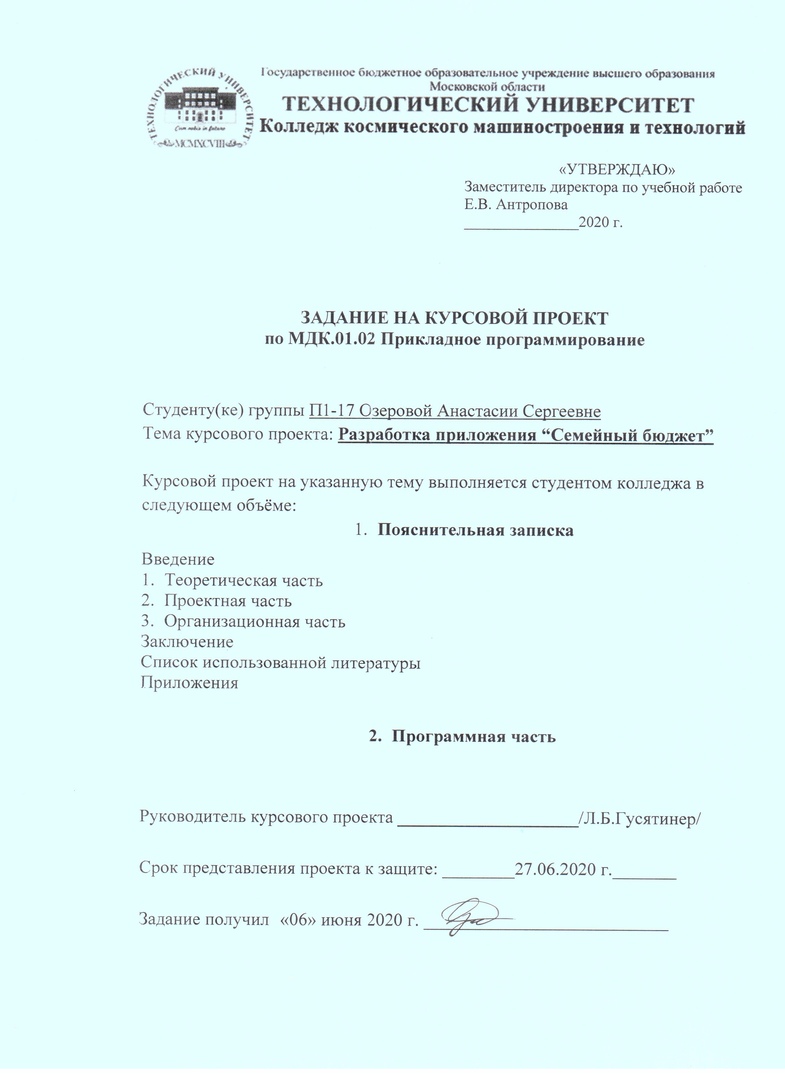 ТЕХНОЛОГИЧЕСКИЙ УНИВЕРСИТЕТ
MCMXCVIII
Государственное бюджетное образовательное учреждение высшего образования
Московской области
ТЕХНОЛОГИЧЕСКИЙ УНИВЕРСИТЕТ
Колледж космического машиностроения и технологий
«УТВЕРЖДАЮ»
Заместитель директора по учебной работе
Е.В. Антропова
_______________2020 г.
ЗАДАНИЕ НА КУРСОВОЙ ПРОЕКТ
по МДК.01.02 Прикладное программирование
Студенту(ке) группы П1-17 Озеровой Анастасии Сергеевне
Тема курсового проекта: Разработка приложения “Семейный бюджет”
Курсовой проект на указанную тему выполняется студентом колледжа в
следующем объёме:
1. Пояснительная записка
Введение
1. Теоретическая часть
2. Проектная часть
3. Организационная часть
Заключение
Список использованной литературы
Приложения
2. Программная часть
Руководитель курсового проекта ____________________/Л.Б.Гусятинер/
Срок представления проекта к защите: ________27.06.2020 г._______
Задание получил «06» июня 2020 г. ___________________________